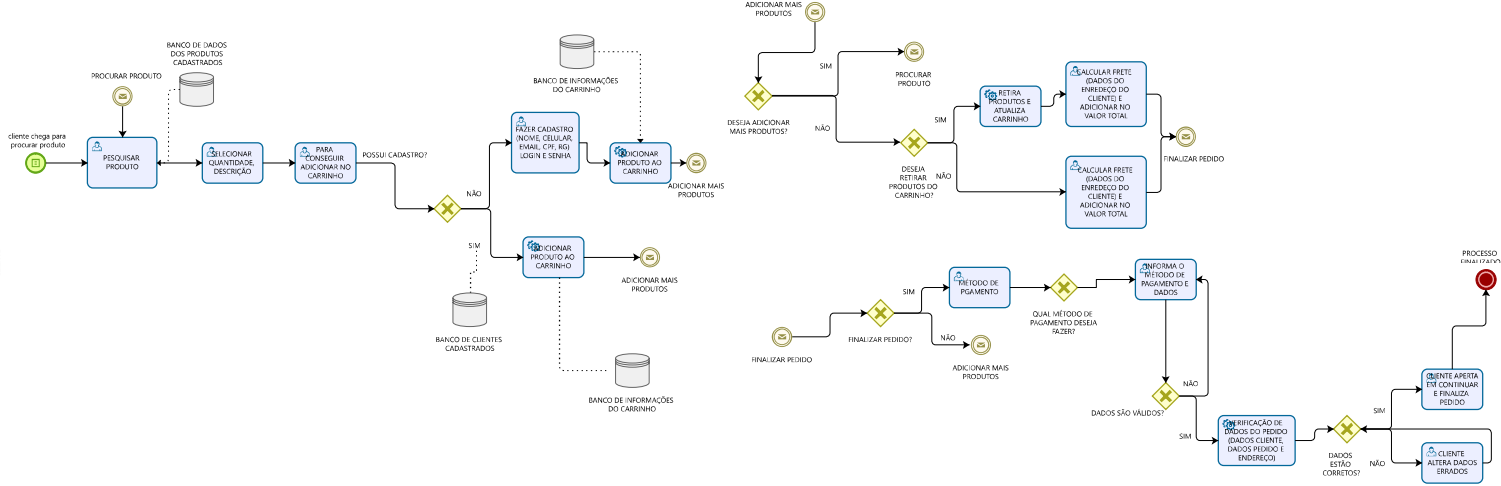 cliente chega para
procurar produto
PROCURAR PRODUTO
BANCO DE DADOS
DOS PRODUTOS
CADASTRADOS
PESQUISAR
PRODUTO
SELECIONAR
QUANTIDADE,
DESCRIÇÃO
PARA
CONSEGUIR
ADICIONAR NO
CARRINHO
POSSUI CADASTRO?
NÃO
SIM
FAZER CADASTRO
(NOME, CELULAR,
EMAIL, CPF, RG)
LOGIN E SENHA
BANCO DE INFORMAÇÕES
DO CARRINHO
ADICIONAR
PRODUTO AO
CARRINHO
ADICIONAR MAIS
PRODUTOS
ADICIONAR
PRODUTO AO
CARRINHO
ADICIONAR MAIS
PRODUTOS
BANCO DE CLIENTES
CADASTRADOS
BANCO DE INFORMAÇÕES
DO CARRINHO
ADICIONAR MAIS
PRODUTOS
DESEJA ADICIONAR
MAIS PRODUTOS?
SIM
PROCURAR
PRODUTO
NÃO
DESEJA
RETIRAR
PRODUTOS DO
CARRINHO?
SIM
NÃO
RETIRA
PRODUTOS E
ATUALIZA
CARRINHO
CALCULAR FRETE
(DADOS DO
ENREDEÇO DO
CLIENTE) E
ADICIONAR NO
VALOR TOTAL
CALCULAR FRETE
(DADOS DO
ENREDEÇO DO
CLIENTE) E
ADICIONAR NO
VALOR TOTAL
FINALIZAR PEDIDO
FINALIZAR PEDIDO
FINALIZAR PEDIDO?
SIM
NÃO
MÉTODO DE
PGAMENTO
ADICIONAR MAIS
PRODUTOS
QUAL MÉTODO DE
PAGAMENTO DESEJA
FAZER?
INFORMA O
MÉTODO DE
PAGAMENTO E
DADOS
NÃO
DADOS SÃO VÁLIDOS?
SIM
VERIFICAÇÃO DE
DADOS DO PEDIDO
(DADOS CLIENTE,
DADOS PEDIDO E
ENDEREÇO)
DADOS
ESTÃO
CORRETOS?
SIM
NÃO
CLIENTE APERTA
EM CONTINUAR
E FINALIZA
PEDIDO
CLIENTE
ALTERA DADOS
ERRADOS
PROCESSO
FINALIZADO